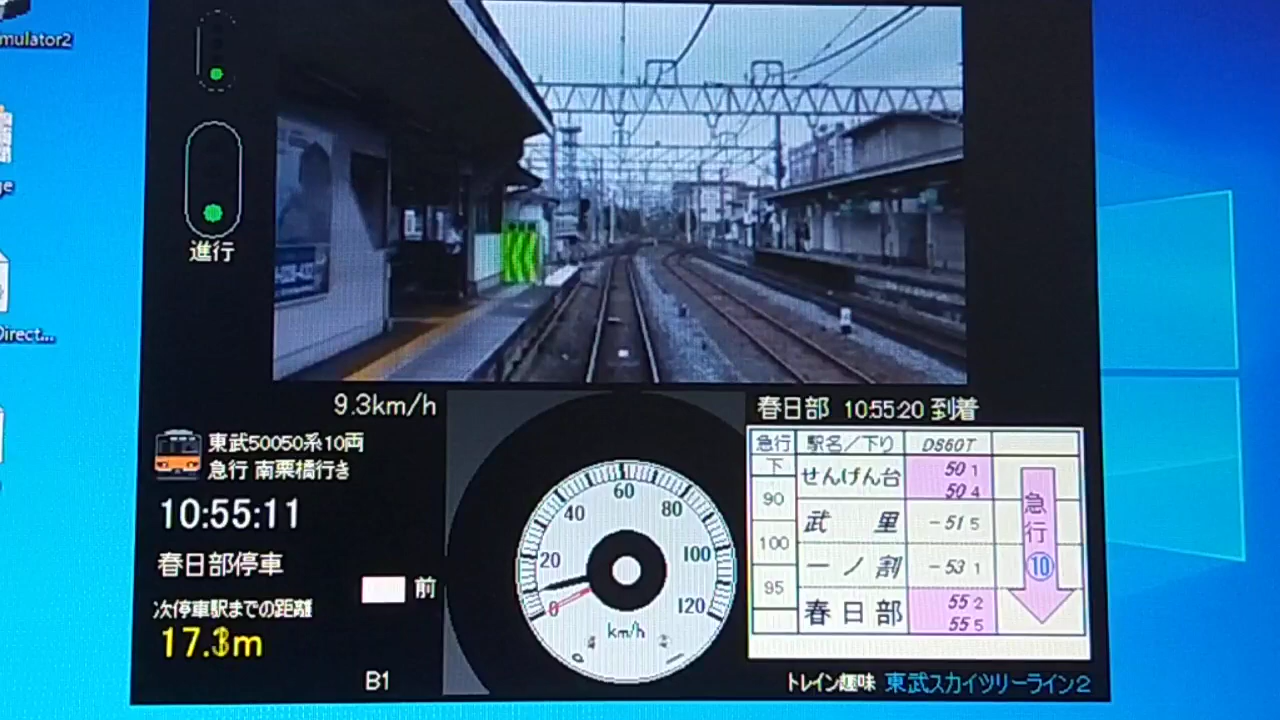 mulator2
ge
Direct...
進行
9.3km/h
東武50050系10両
急行 南栗橋行き
10:55:11
春日部停車
前
次停車駅までの距離
B1
0
20
40
60
80
100
120
km/h
春日部 10:55:20 到着
急行 駅名/下り D860T
下
90
100
95
せんげん台 50 1
50 4
武 里 -51 5
一ノ割 -53 1
春日部 55 2
55 5
急行
10
トレイン趣味 東武スカイツリーライン2